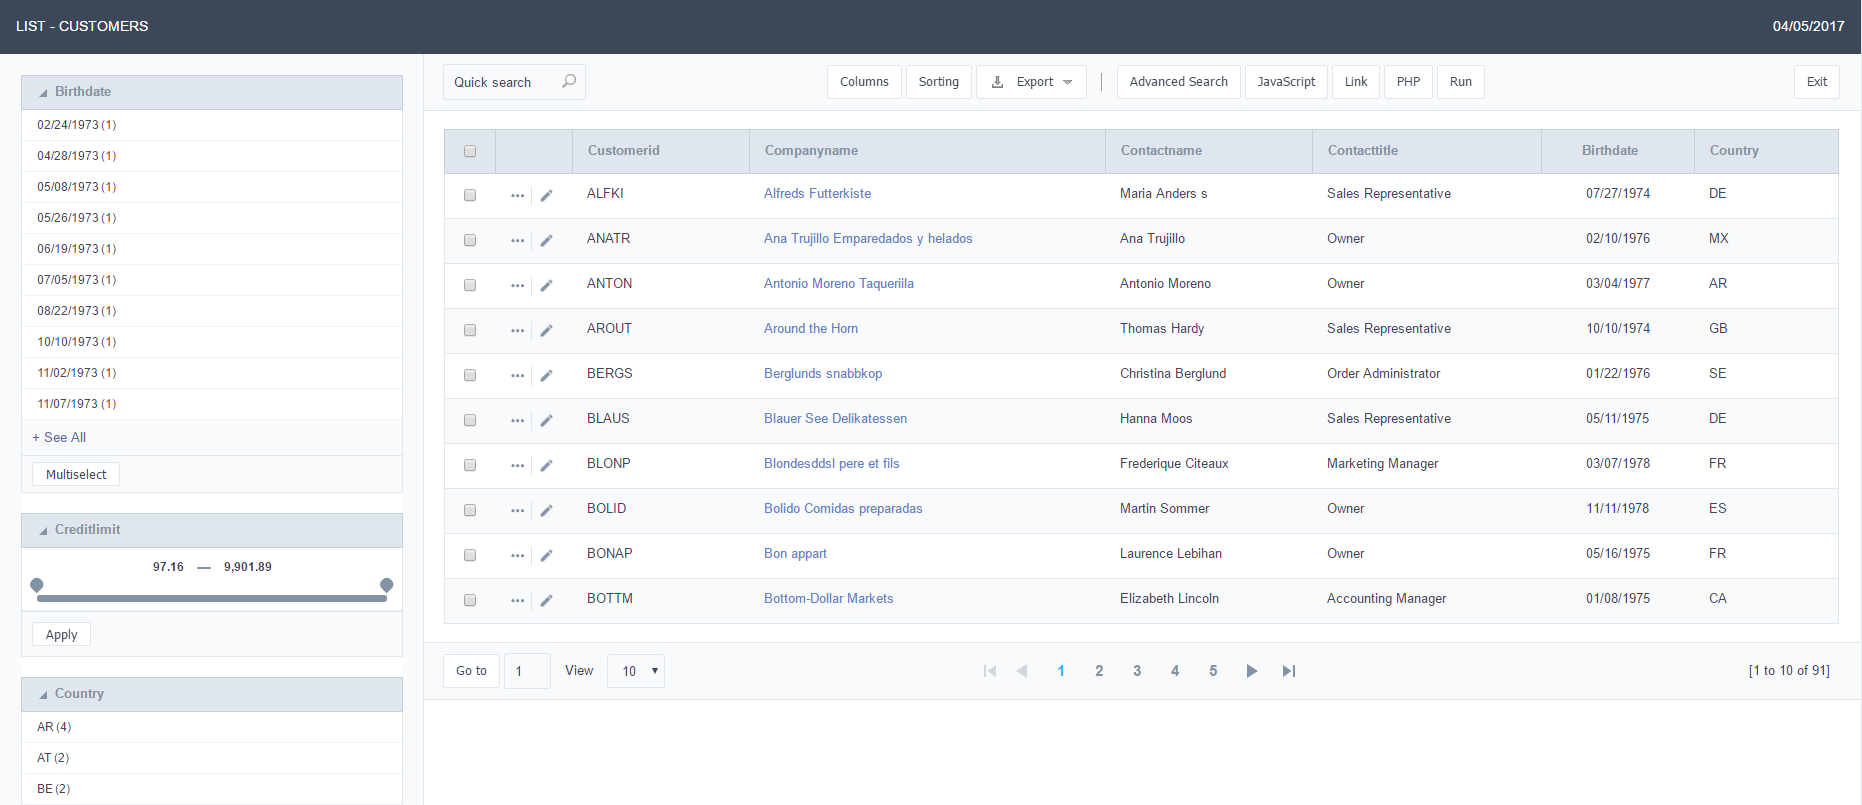 LIST - CUSTOMERS 04/05/2017
Birthdate
02/24/1973 (1)
04/28/1973 (1)
05/08/1973 (1)
05/26/1973 (1)
06/19/1973 (1)
07/05/1973 (1)
08/22/1973 (1)
10/10/1973 (1)
11/02/1973 (1)
11/07/1973 (1)
+ See All
Multiselect
Creditlimit
97.16 — 9,901.89
Apply
Country
AR (4)
AT (2)
BE (2)
Quick search Columns Sorting Export Advanced Search JavaScript Link PHP Run Exit
Customerid Companyname Contactname Contacttitle Birthdate Country
ALFKI Alfreds Futterkiste Maria Anders s Sales Representative 07/27/1974 DE
ANATR Ana Trujillo Emparedados y helados Ana Trujillo Owner 02/10/1976 MX
ANTON Antonio Moreno Taqueriilla Antonio Moreno Owner 03/04/1977 AR
AROUT Around the Horn Thomas Hardy Sales Representative 10/10/1974 GB
BERGS Berglunds snabbkop Christina Berglund Order Administrator 01/22/1976 SE
BLAUS Blauer See Delikatessen Hanna Moos Sales Representative 05/11/1975 DE
BLONP Blondesddsl pere et fils Frederique Citeaux Marketing Manager 03/07/1978 FR
BOLID Bolido Comidas preparadas Martin Sommer Owner 11/11/1978 ES
BONAP Bon appart Laurence Lebihan Owner 05/16/1975 FR
BOTTM Bottom-Dollar Markets Elizabeth Lincoln Accounting Manager 01/08/1975 CA
Go to 1 View 10 1 2 3 4 5 [1 to 10 of 91]